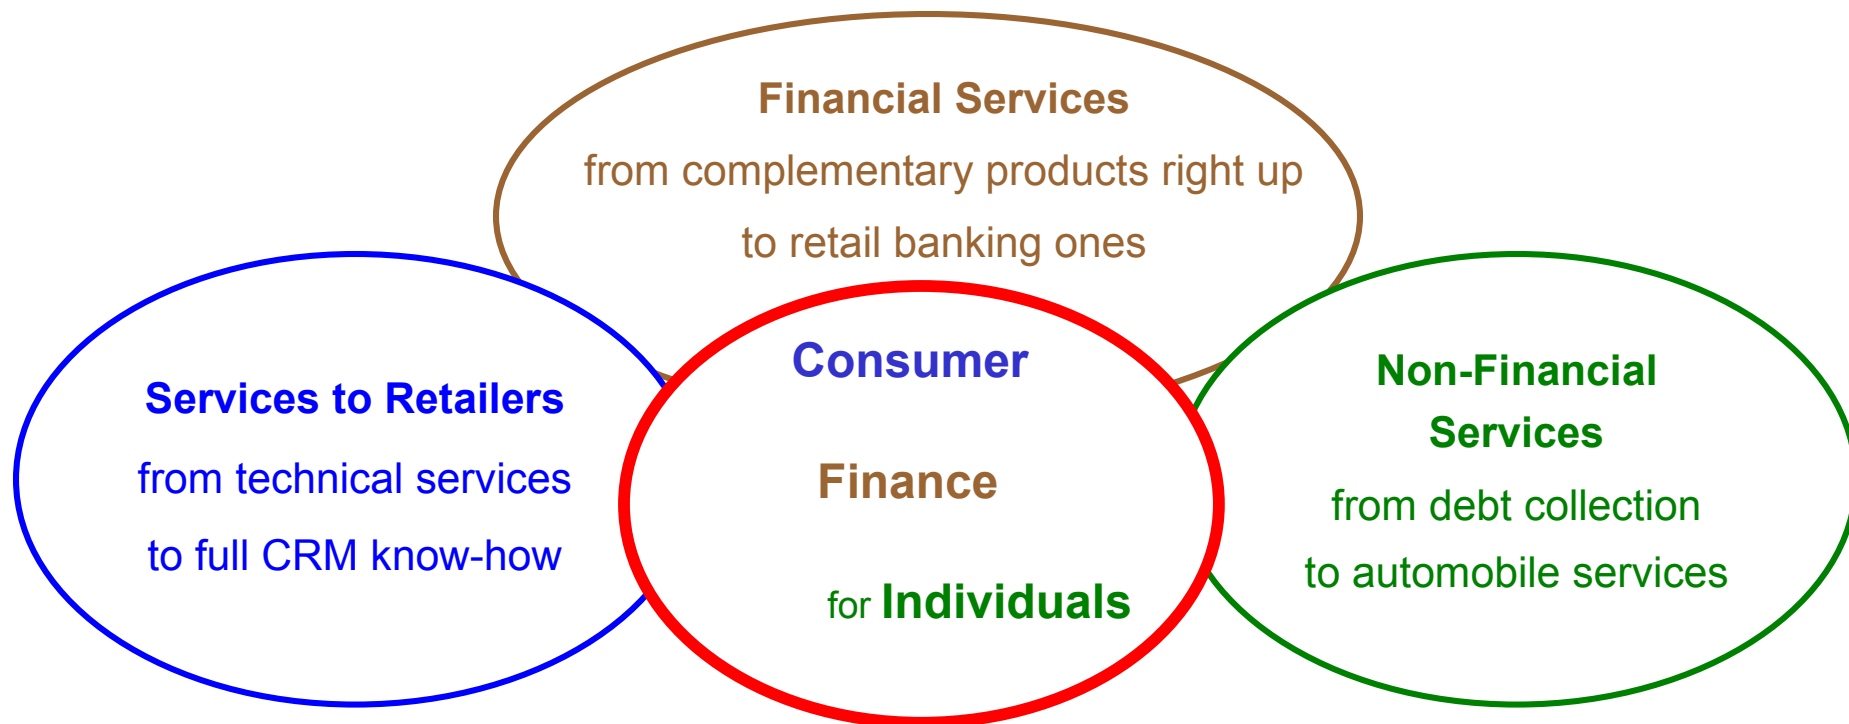 Financial Services
from complementary products right up
to retail banking ones
Services to Retailers
from technical services
to full CRM know-how
Consumer
Finance
for Individuals
Non-Financial
Services
from debt collection
to automobile services